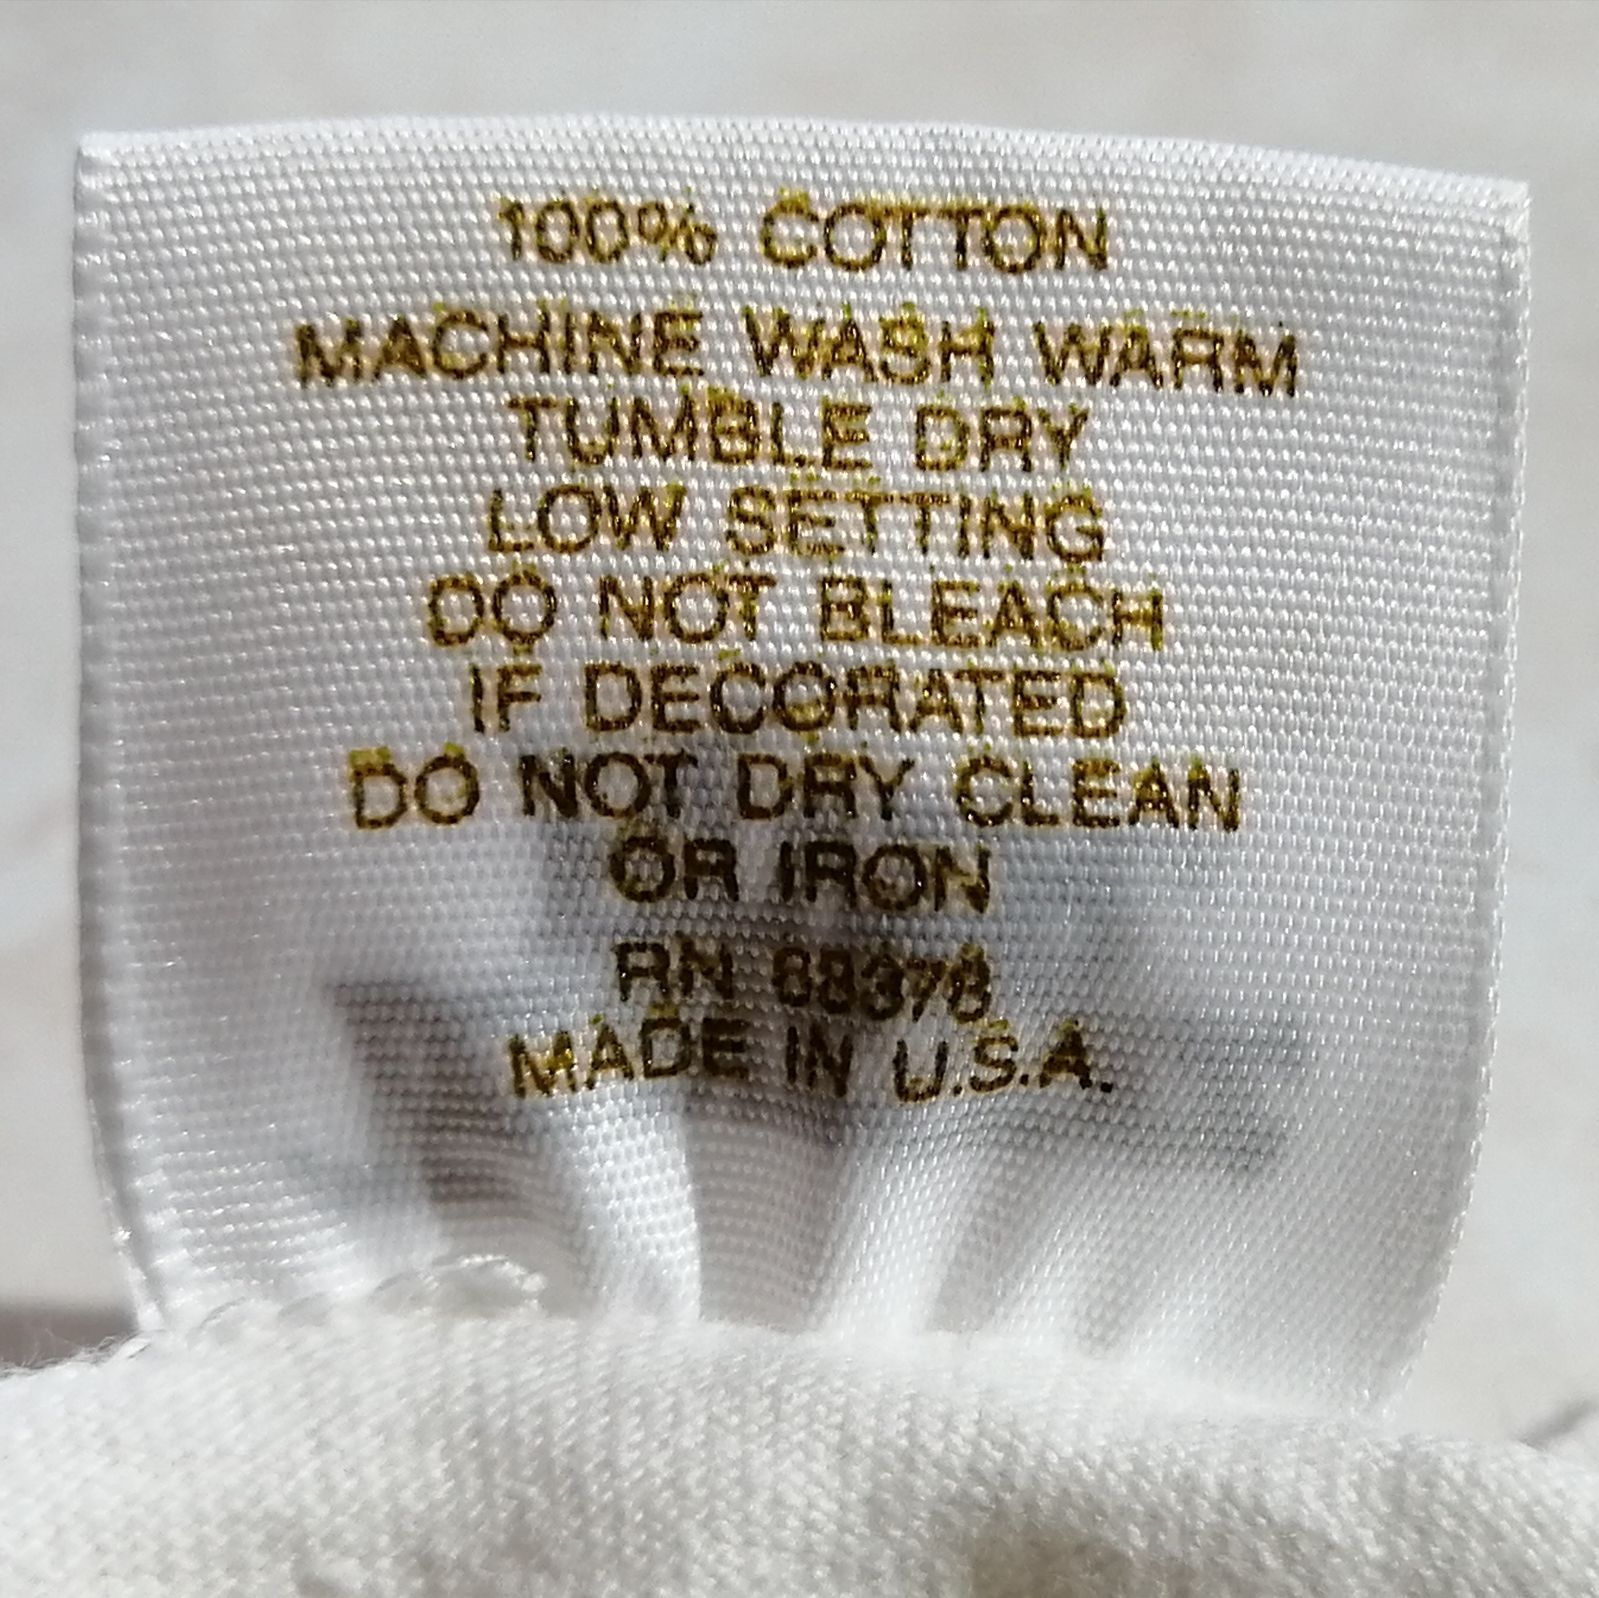 100% COTTON
MACHINE WASH WARM
TUMBLE DRY
LOW SETTING
DO NOT BLEACH
IF DECORATED
DO NOT DRY CLEAN
OR IRON
RN
MADE IN U.S.A.